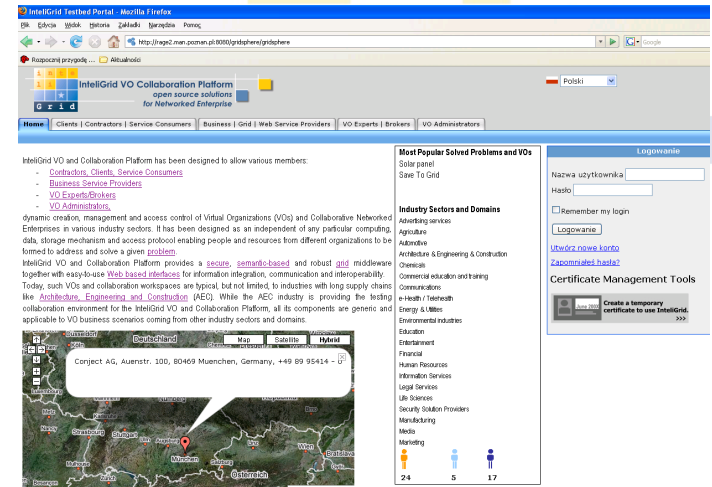 InteliGrid Testbed Portal - Mozilla Firefox
Plik Edycja Widok Historia Zakładki Narzędzia Pomoc
http://rage2.man.poznan.pl:8080/gridsphere/gridsphere
Google
Rozpocznij przygodę ... Aktualności
Grid
InteliGrid VO Collaboration Platform
open source solutions
for Networked Enterprise
Polski
Home Clients | Contractors | Service Consumers Business | Grid | Web Service Providers VO Experts | Brokers VO Administrators
InteliGrid VO and Collaboration Platform has been designed to allow various members:
- Contractors, Clients, Service Consumers
- Business Service Providers
- VO Experts/Brokers
- VO Administrators,
dynamic creation, management and access control of Virtual Organizations (VOs) and Collaborative Networked
Enterprises in various industry sectors. It has been designed as an independent of any particular computing,
data, storage mechanism and access protocol enabling people and resources from different organizations to be
formed to address and solve a given problem.
InteliGrid VO and Collaboration Platform provides a secure, semantic-based and robust grid middleware
together with easy-to-use Web based interfaces for information integration, communication and interoperability.
Today, such VOs and collaboration workspaces are typical, but not limited, to industries with long supply chains
like Architecture, Engineering and Construction (AEC). While the AEC industry is providing the testing
collaboration environment for the InteliGrid VO and Collaboration Platform, all its components are generic and
applicable to VO business scenarios coming from other industry sectors and domains.
Deutschland
Map Satellite Hybrid
Conject AG, Auenstr. 100, 80469 Muenchen, Germany, +49 89 95414 - 0
Luxembourg
Metz
Nancy
Strasbourg
Stuttgart
Augsburg
Linz
Wien
Bratislava
München
Salzburg
Mulhouse
Zürich
Österreich
Besançon
Most Popular Solved Problems and VOs
Solar panel
Save To Grid
Industry Sectors and Domains
Advertising services
Agriculture
Automotive
Architecture & Engineering & Construction
Chemicals
Commercial education and training
Communications
e-Health / Telehealth
Energy & Utilities
Environmental industries
Education
Entertainment
Financial
Human Resources
Information Services
Legal Services
Life Sciences
Security Solution Providers
Manufacturing
Media
Marketing
24 5 17
Logowanie
Nazwa użytkownika
Hasło
Remember my login
Logowanie
Utwórz nowe konto
Zapomniałeś hasła?
Certificate Management Tools
Create a temporary
certificate to use InteliGrid.
>>>